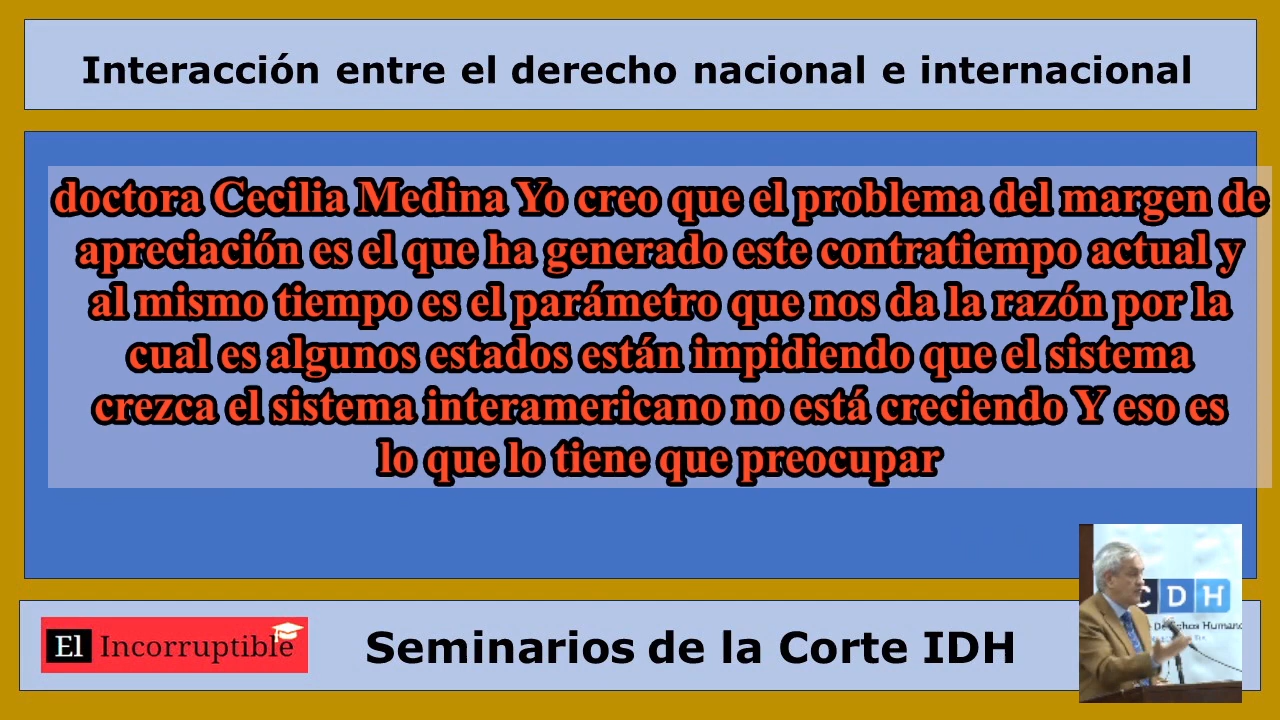 Interacción entre el derecho nacional e internacional
doctora Cecilia Medina Yo creo que el problema del margen de
apreciación es el que ha generado este contratiempo actual y
al mismo tiempo es el parámetro que nos da la razón por la
cual es algunos estados están impidiendo que el sistema
crezca el sistema interamericano no está creciendo Y eso es
lo que lo tiene que preocupar
CDH
Humano
El Incorruptible
Seminarios de la Corte IDH